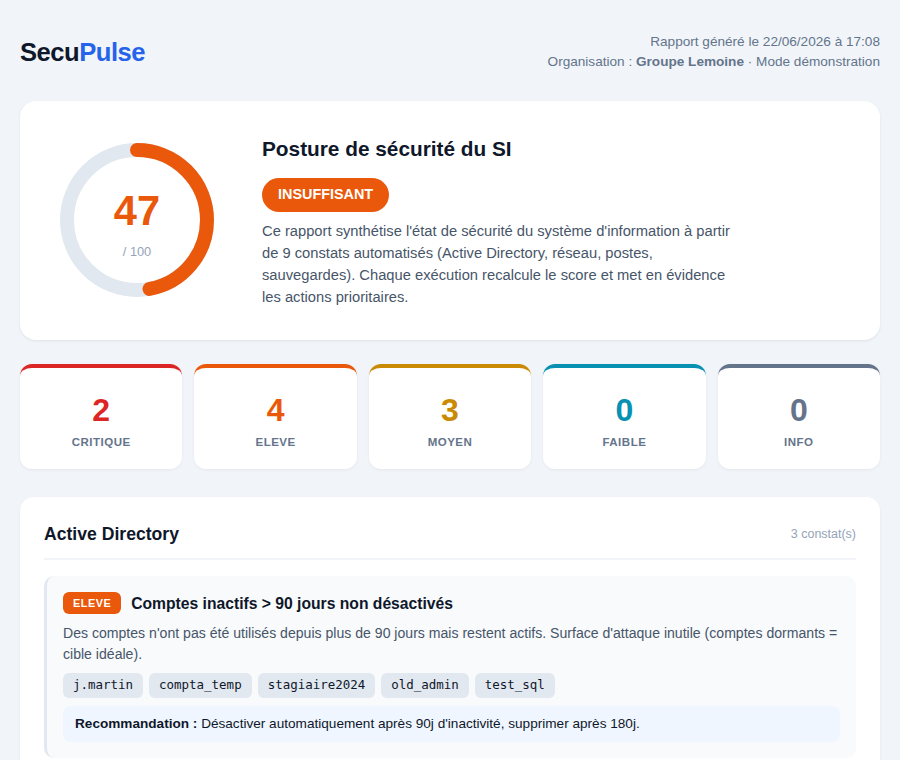 SecuPulse
Rapport généré le 22/06/2026 à 17:08
Organisation : Groupe Lemoine · Mode démonstration
47
/ 100
Posture de sécurité du SI
INSUFFISANT
Ce rapport synthétise l'état de sécurité du système d'information à partir
de 9 constats automatisés (Active Directory, réseau, postes,
sauvegardes). Chaque exécution recalcule le score et met en évidence
les actions prioritaires.
2
CRITIQUE
4
ELEVE
3
MOYEN
0
FAIBLE
0
INFO
Active Directory
3 constat(s)
ELEVE Comptes inactifs > 90 jours non désactivés
Des comptes n'ont pas été utilisés depuis plus de 90 jours mais restent actifs. Surface d'attaque inutile (comptes dormants =
cible idéale).
j.martin compta_temp stagiaire2024 old_admin test_sql
Recommandation : Désactiver automatiquement après 90j d'inactivité, supprimer après 180j.